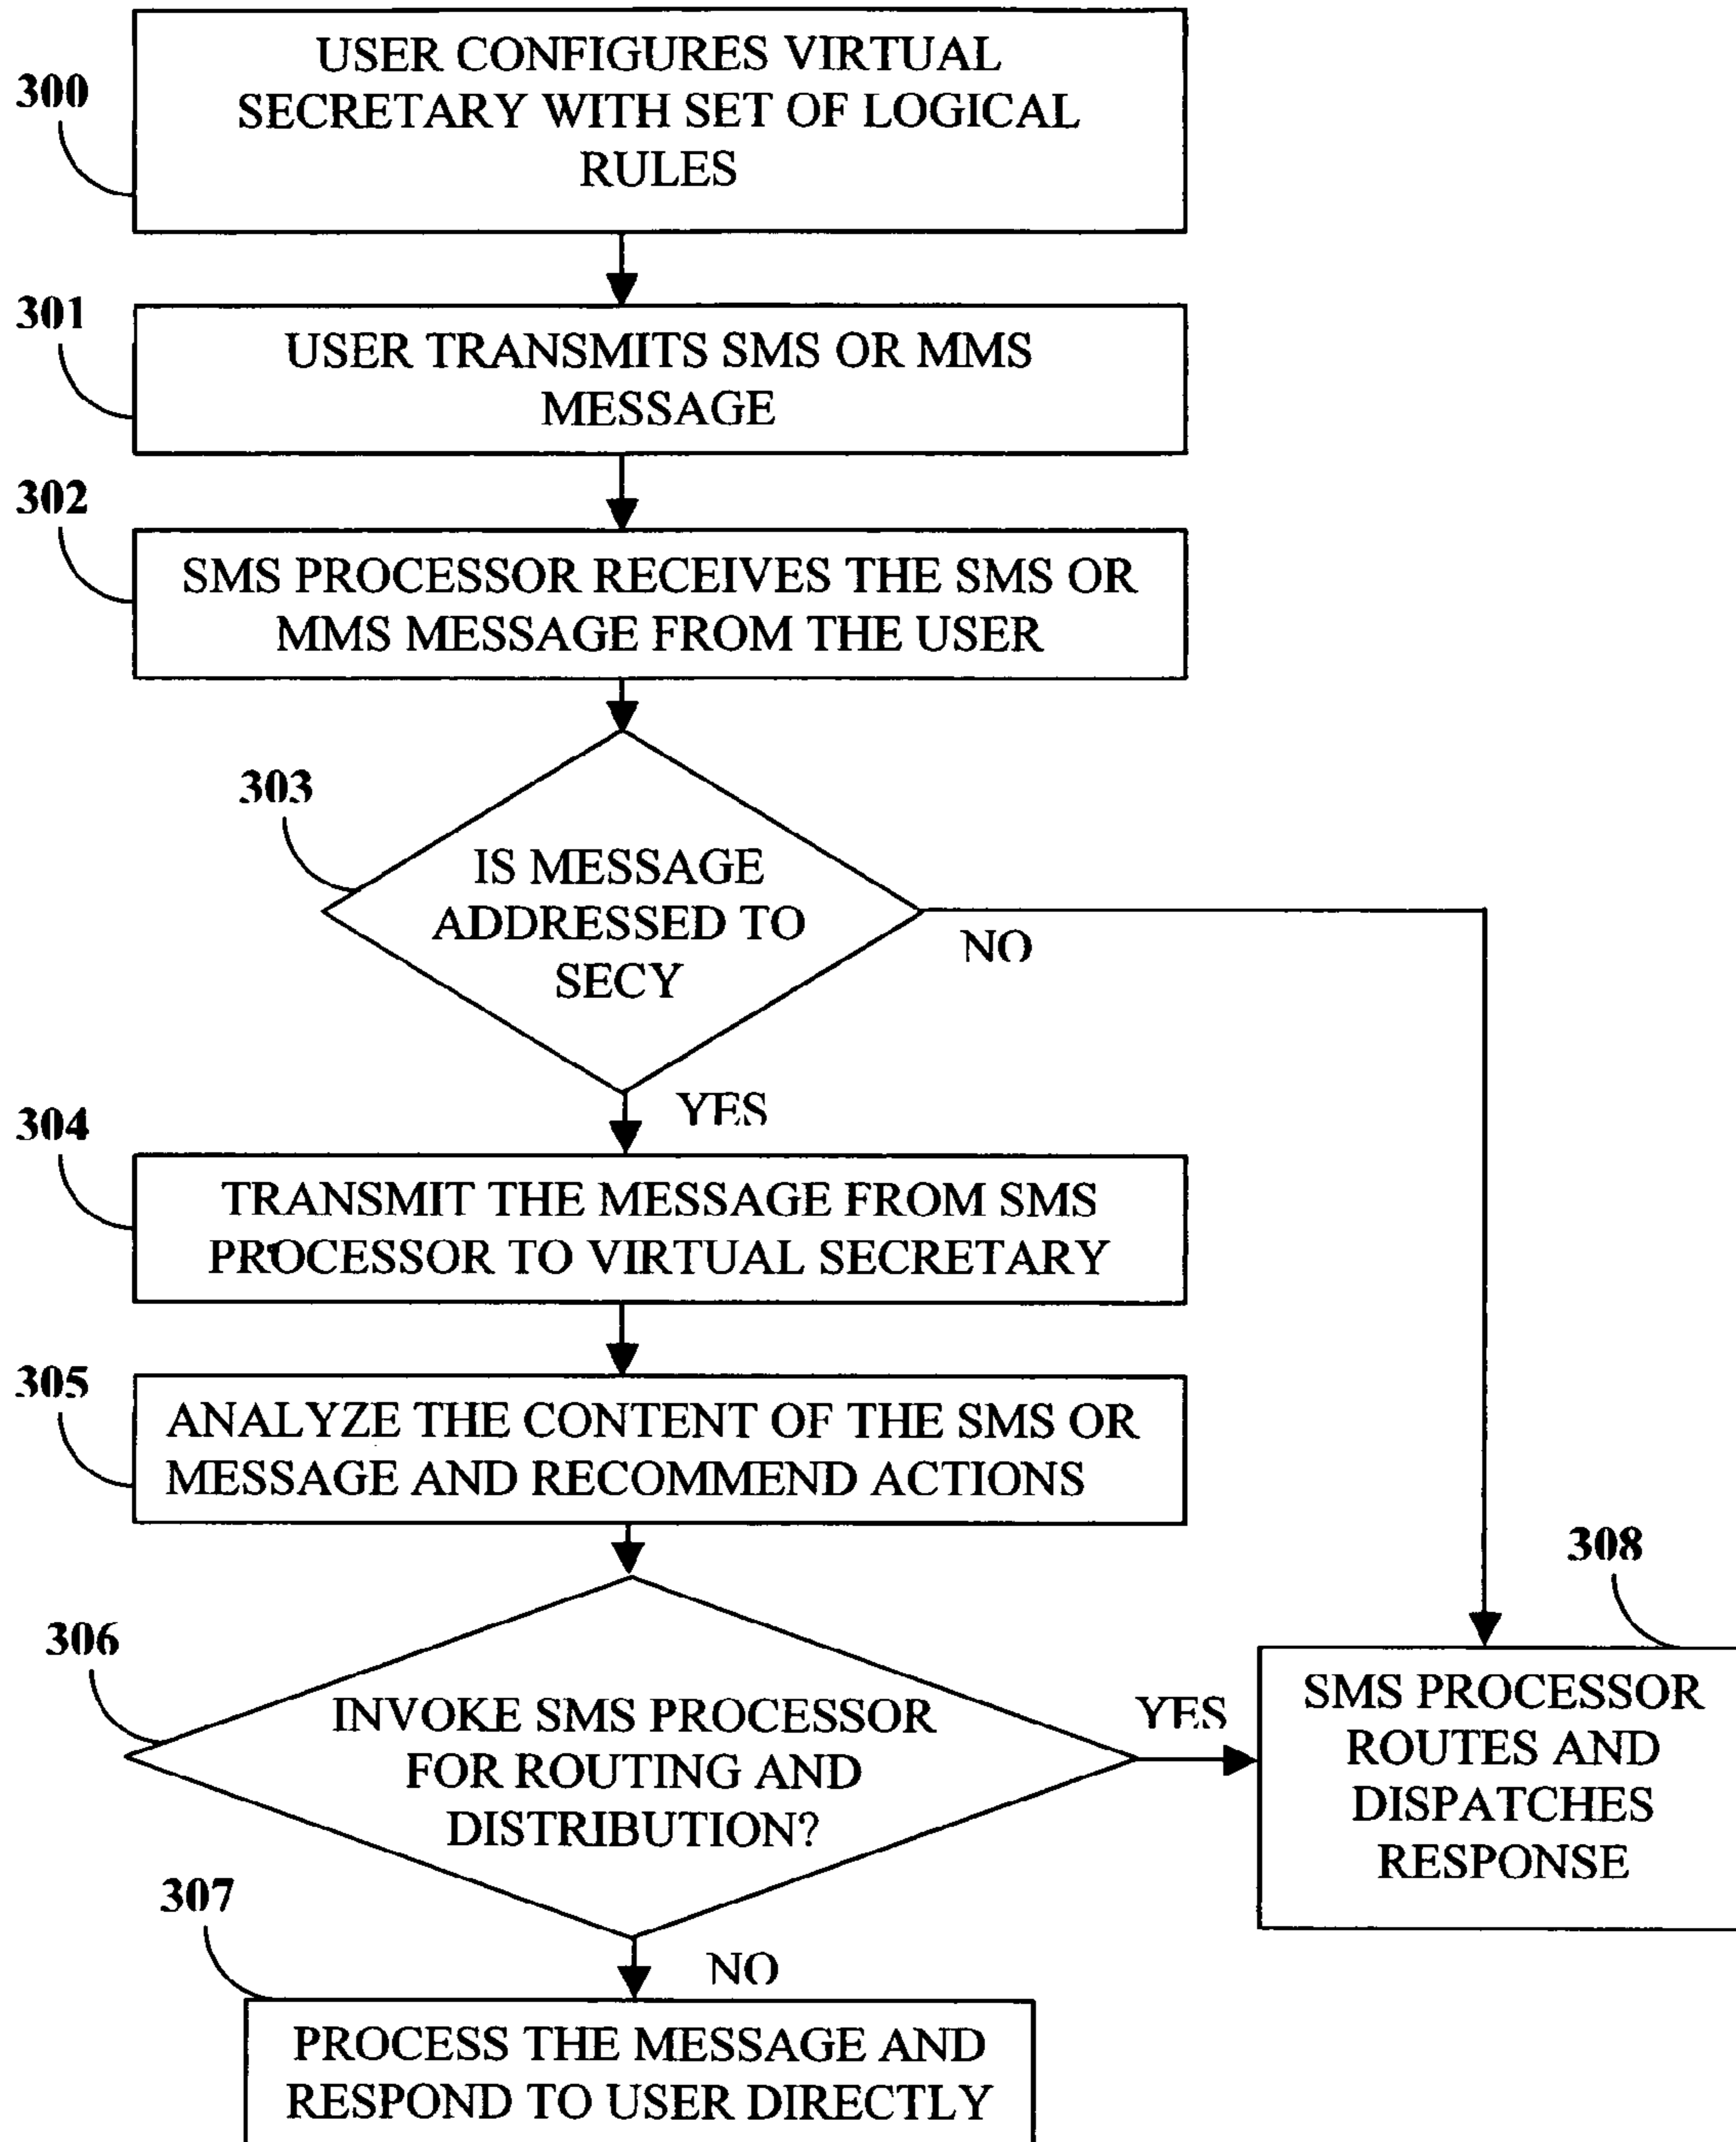 300
USER CONFIGURES VIRTUAL
SECRETARY WITH SET OF LOGICAL
RULES
301
USER TRANSMITS SMS OR MMS
MESSAGE
302
SMS PROCESSOR RECEIVES THE SMS OR
MMS MESSAGE FROM THE USER
303
IS MESSAGE
ADDRESSED TO
SECY
NO
YES
304
TRANSMIT THE MESSAGE FROM SMS
PROCESSOR TO VIRTUAL SECRETARY
305
ANALYZE THE CONTENT OF THE SMS OR
MESSAGE AND RECOMMEND ACTIONS
306
INVOKE SMS PROCESSOR
FOR ROUTING AND
DISTRIBUTION?
YES
308
SMS PROCESSOR
ROUTES AND
DISPATCHES
RESPONSE
307
NO
PROCESS THE MESSAGE AND
RESPOND TO USER DIRECTLY